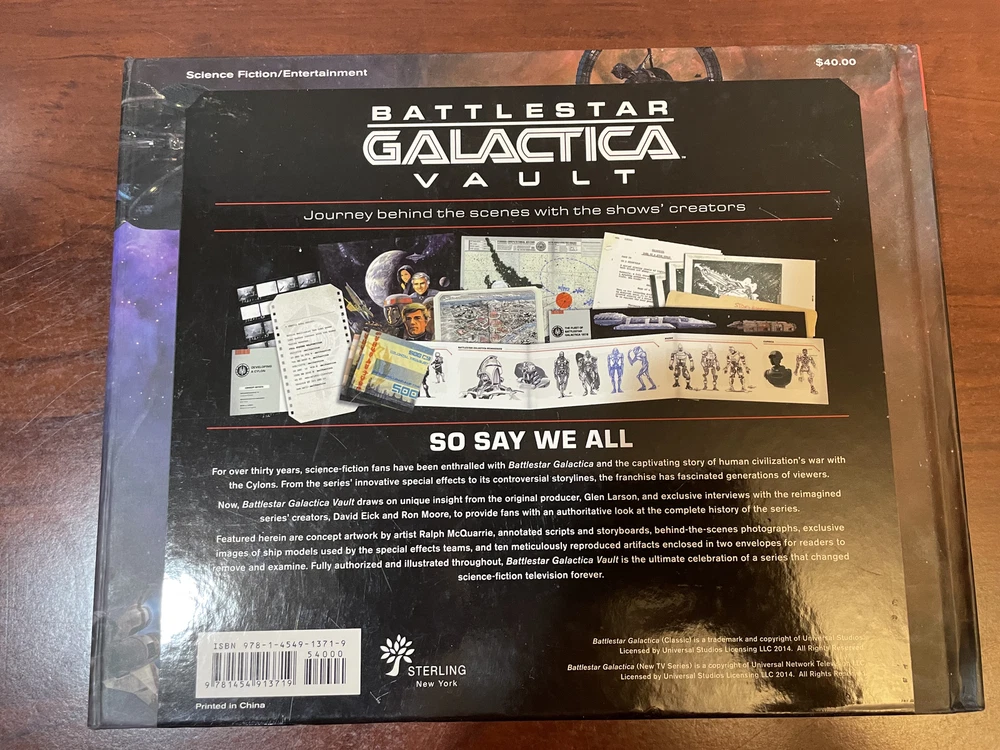 Science Fiction/Entertainment
$40.00
BATTLESTAR
GALACTICA
VAULT
Journey behind the scenes with the shows' creators
SO SAY WE ALL
For over thirty years, science-fiction fans have been enthralled with Battlestar Galactica and the captivating story of human civilization's war with
the Cylons. From the series' innovative special effects to its controversial storylines, the franchise has fascinated generations of viewers.
Now, Battlestar Galactica Vault draws on unique insight from the original producer, Glen Larson, and exclusive interviews with the reimagined
series' creators, David Eick and Ron Moore, to provide fans with an authoritative look at the complete history of the series.
Featured herein are concept artwork by artist Ralph McQuarrie, annotated scripts and storyboards, behind-the-scenes photographs, exclusive
images of ship models used by the special effects teams, and ten meticulously reproduced artifacts enclosed in two envelopes for readers to
remove and examine. Fully authorized and illustrated throughout, Battlestar Galactica Vault is the ultimate celebration of a series that changed
science-fiction television forever.
ISBN 978-1-4549-1371-9
54000
9 781454 913719
Printed in China
STERLING
New York
Battlestar Galactica (Classic) is a trademark and copyright of Universal Studios.
Licensed by Universal Studios Licensing LLC 2014. All Rights
Battlestar Galactica (New TV Series) is a copyright of Universal Network
Licensed by Universal Studios Licensing LLC 2014. All Rights